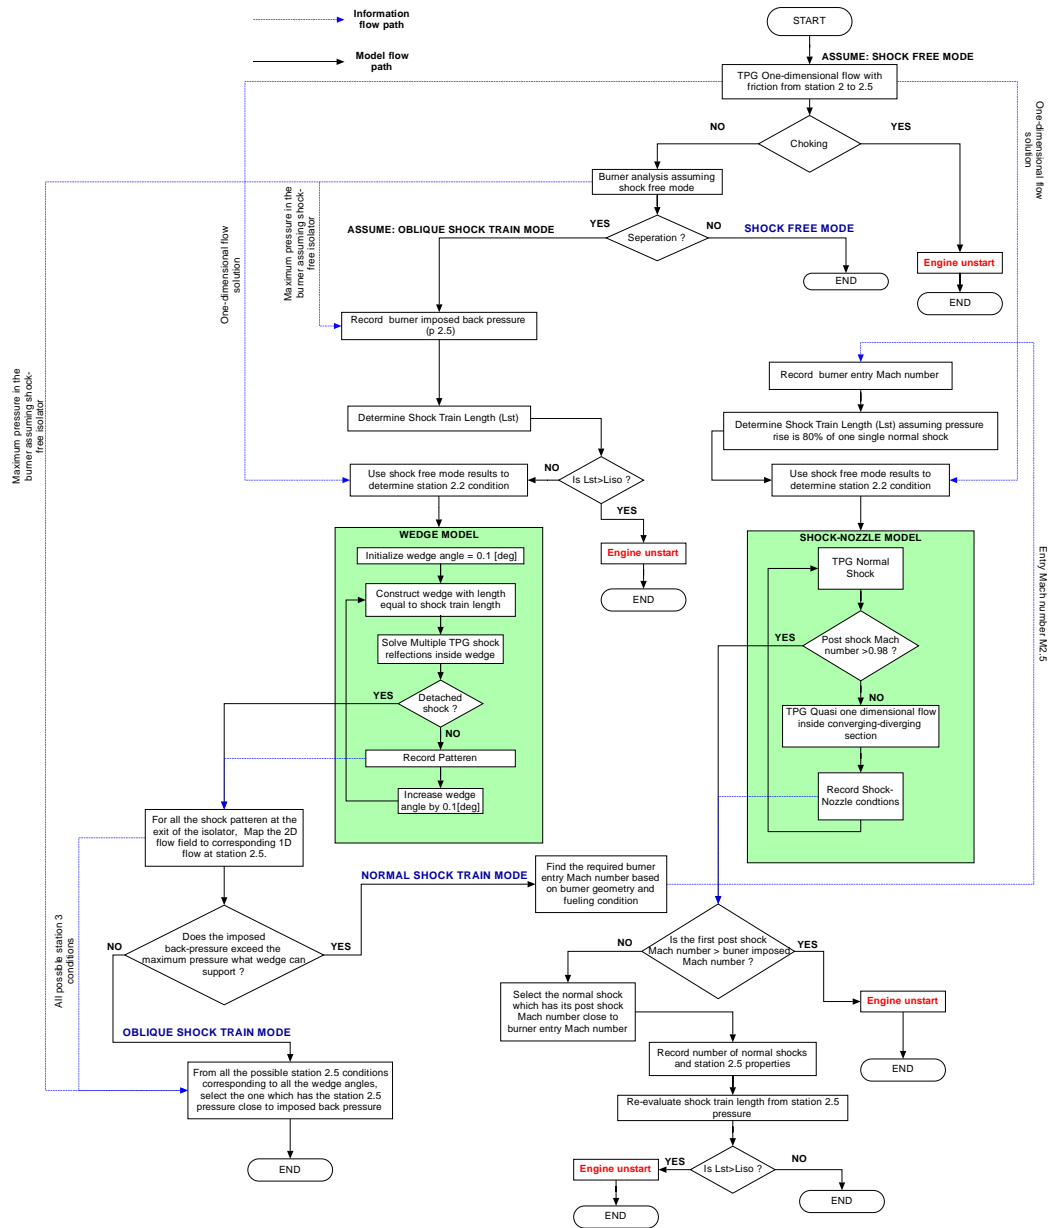 Information
flow path
Model flow
path
START
ASSUME: SHOCK FREE MODE
TPG One-dimensional flow with
friction from station 2 to 2.5
NO
YES
Choking
One-dimensional flow
solution
Burner analysis assuming
shock free mode
YES
NO
SHOCK FREE MODE
ASSUME: OBLIQUE SHOCK TRAIN MODE
Seperation ?
Engine unstart
END
END
Maximum pressure in the
burner assuming shock-
free isolator
One-dimensional flow
solution
Record burner imposed back pressure
(p 2.5)
Record burner entry Mach number
Maximum pressure in the
burner assuming shock-
free isolator
Determine Shock Train Length (Lst)
Determine Shock Train Length (Lst) assuming pressure
rise is 80% of one single normal shock
Use shock free mode results to
determine station 2.2 condition
NO
Is Lst>Liso ?
YES
Use shock free mode results to
determine station 2.2 condition
Engine unstart
END
WEDGE MODEL
Initialize wedge angle = 0.1 [deg]
Construct wedge with length
equal to shock train length
Solve Multiple TPG shock
relfections inside wedge
YES
Detached
shock ?
NO
Record Patteren
Increase wedge
angle by 0.1[deg]
SHOCK-NOZZLE MODEL
TPG Normal
Shock
YES
Post shock Mach
number >0.98 ?
NO
TPG Quasi one dimensional flow
inside converging-diverging
section
Record Shock-
Nozzle condtions
Entry Mach number M2.5
For all the shock patteren at the
exit of the isolator, Map the 2D
flow field to corresponding 1D
flow at station 2.5.
NORMAL SHOCK TRAIN MODE
Find the required burner
entry Mach number based
on burner geometry and
fueling condition
All possible station 3
conditions
NO
Does the imposed
back-pressure exceed the
maximum pressure what wedge can
support ?
YES
NO
Is the first post shock
Mach number > buner imposed
Mach number ?
YES
Select the normal shock
which has its post shock
Mach number close to
burner entry Mach number
Engine unstart
END
OBLIQUE SHOCK TRAIN MODE
From all the possible station 2.5 conditions
corresponding to all the wedge angles,
select the one which has the station 2.5
pressure close to imposed back pressure
END
Record number of normal shocks
and station 2.5 properties
Re-evaluate shock train length from station 2.5
pressure
Engine unstart
YES
Is Lst>Liso ?
NO
END
END